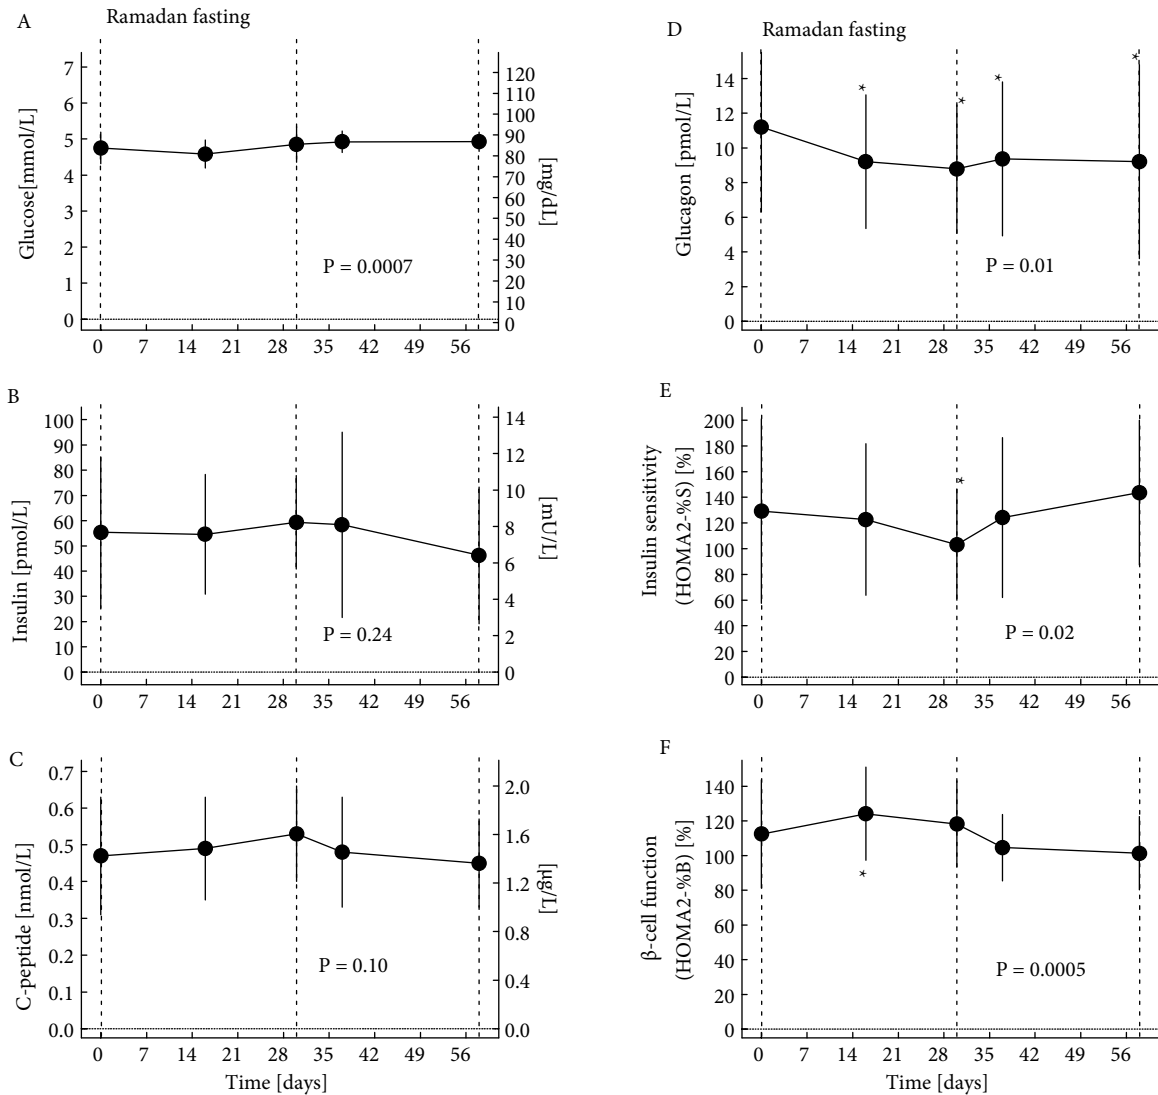 A
Ramadan fasting
Glucose[mmol/L]
7
6
5
4
3
2
1
0
120
110
100
90
80
70
60
50
40
30
20
10
0
[mg/dL]
P = 0.0007
0 7 14 21 28 35 42 49 56
B
Insulin [pmol/L]
100
90
80
70
60
50
40
30
20
10
0
14
12
10
8
6
4
2
0
[mU/L]
P = 0.24
0 7 14 21 28 35 42 49 56
C
C-peptide [nmol/L]
0.7
0.6
0.5
0.4
0.3
0.2
0.1
0.0
2.0
1.6
1.2
0.8
0.4
0.0
[µg/L]
P = 0.10
0 7 14 21 28 35 42 49 56
Time [days]
D
Ramadan fasting
Glucagon [pmol/L]
14
12
10
8
6
4
2
0
* * * *
P = 0.01
0 7 14 21 28 35 42 49 56
E
Insulin sensitivity
(HOMA2-%S) [%]
200
180
160
140
120
100
80
60
40
20
0
*
P = 0.02
0 7 14 21 28 35 42 49 56
F
β-cell function
(HOMA2-%B) [%]
140
120
100
80
60
40
20
0
*
P = 0.0005
0 7 14 21 28 35 42 49 56
Time [days]